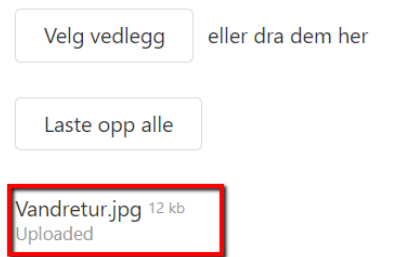 Velg vedlegg eller dra dem her
Laste opp alle
Vandretur.jpg 12 kb
Uploaded